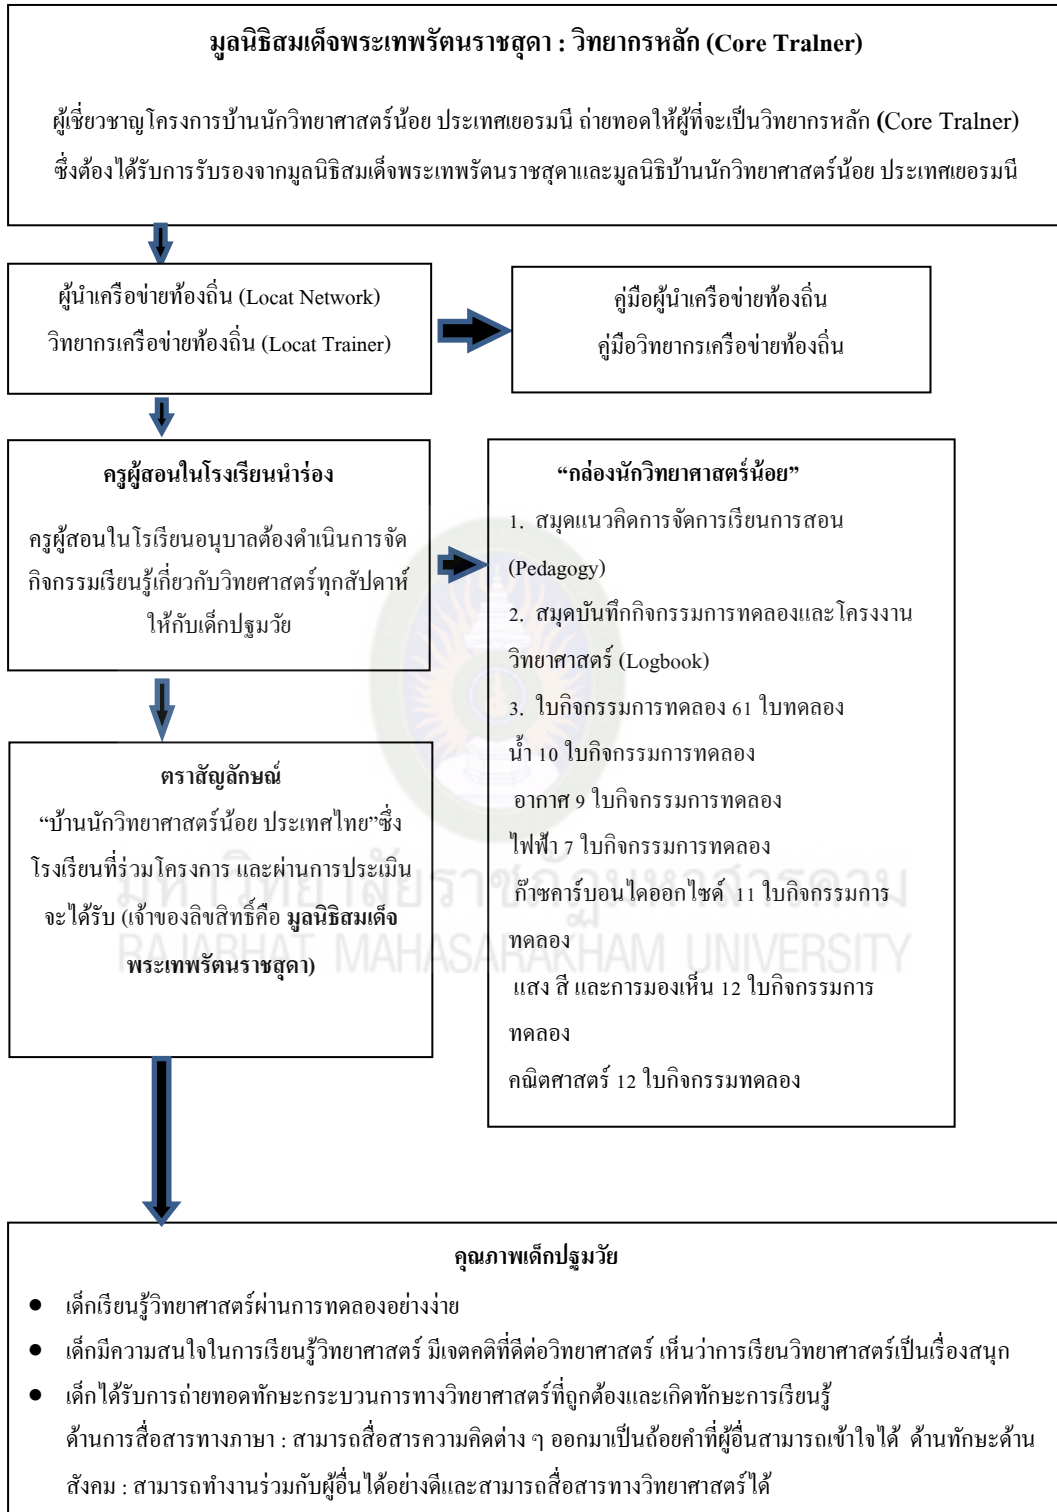 มูลนิธิสมเด็จพระเทพรัตนราชสุดา : วิทยากรหลัก (Core Tralner)
ผู้เชี่ยวชาญโครงการบ้านนักวิทยาศาสตร์น้อย ประเทศเยอรมนี ถ่ายทอดให้ผู้ที่จะเป็นวิทยากรหลัก (Core Tralner)
ซึ่งต้องได้รับการรับรองจากมูลนิธิสมเด็จพระเทพรัตนราชสุดาและมูลนิธิบ้านนักวิทยาศาสตร์น้อย ประเทศเยอรมนี
ผู้นำเครือข่ายท้องถิ่น (Locat Network)
วิทยากรเครือข่ายท้องถิ่น (Locat Trainer)
คู่มือผู้นำเครือข่ายท้องถิ่น
คู่มือวิทยากรเครือข่ายท้องถิ่น
ครูผู้สอนในโรงเรียนนำร่อง
ครูผู้สอนในโรเรียนอนุบาลต้องดำเนินการจัด
กิจกรรมเรียนรู้เกี่ยวกับวิทยศาสตร์ทุกสัปดาห์
ให้กับเด็กปฐมวัย
“กล่องนักวิทยาศาสตร์น้อย”
1. สมุดแนวคิดการจัดการเรียนการสอน
(Pedagogy)
2. สมุดบันทึกกิจกรรมการทดลองและโครงงาน
วิทยาศาสตร์ (Logbook)
3. ใบกิจกรรมการทดลอง 61 ใบทดลอง
น้ำ 10 ใบกิจกรรมการทดลอง
อากาศ 9 ใบกิจกรรมการทดลอง
ไฟฟ้า 7 ใบกิจกรรมการทดลอง
ก๊าซคาร์บอนไดออกไซด์ 11 ใบกิจกรรมการ
ทดลอง
แสง สี และการมองเห็น 12 ใบกิจกรรมการ
ทดลอง
คณิตศาสตร์ 12 ใบกิจกรรมทดลอง
ตราสัญลักษณ์
“บ้านนักวิทยาศาสตร์น้อย ประเทศไทย”ซึ่ง
โรงเรียนที่ร่วมโครงการ และผ่านการประเมิน
จะได้รับ (เจ้าของลิขสิทธิ์คือ มูลนิธิสมเด็จ
พระเทพรัตนราชสุดา)
มหาวิทยาลัยราชภัฏมหาสารคาม
RAJABHAT MAHASARAKHAM UNIVERSITY
คุณภาพเด็กปฐมวัย
● เด็กเรียนรู้วิทยาศาสตร์ผ่านการทดลองอย่างง่าย
● เด็กมีความสนใจในการเรียนรู้วิทยาศาสตร์ มีเจตคติที่ดีต่อวิทยาศาสตร์ เห็นว่าการเรียนวิทยาศาสตร์เป็นเรื่องสนุก
● เด็กได้รับการถ่ายทอดทักษะกระบวนการทางวิทยาศาสตร์ที่ถูกต้องและเกิดทักษะการเรียนรู้
ด้านการสื่อสารทางภาษา : สามารถสื่อสารความคิดต่าง ๆ ออกมาเป็นถ้อยคำที่ผู้อื่นสามารถเข้าใจได้ ด้านทักษะด้าน
สังคม : สามารถทำงานร่วมกับผู้อื่นได้อย่างดีและสามารถสื่อสารทางวิทยาศาสตร์ได้